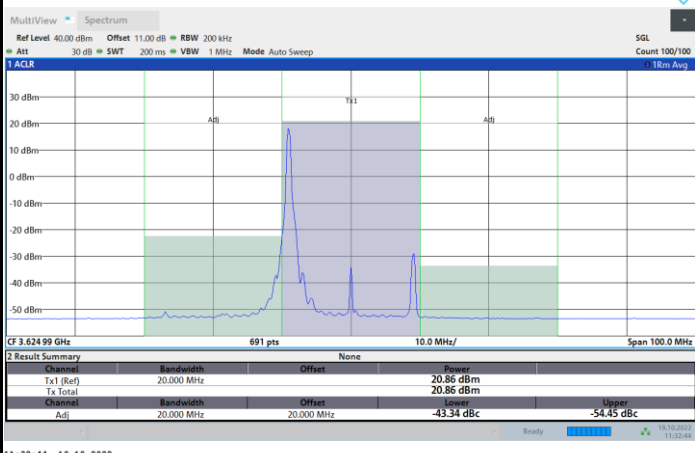 MultiView Spectrum
Ref Level 40.00 dBm Offset 11.00 dB RBW 200 kHz SGL
Att 30 dB SWT 200 ms VBW 1 MHz Mode Auto Sweep Count 100/100
1 ACLR 1Rm Avg
30 dBm
Tx1
20 dBm Adj Adj
10 dBm
0 dBm
-10 dBm
-20 dBm
-30 dBm
-40 dBm
-50 dBm
CF 3.624 99 GHz 691 pts 10.0 MHz/ Span 100.0 MHz
2 Result Summary None
Channel Bandwidth Offset Power
Tx1 (Ref) 20.000 MHz 20.86 dBm
Tx Total 20.86 dBm
Channel Bandwidth Offset Lower Upper
Adj 20.000 MHz 20.000 MHz -43.34 dBc -54.45 dBc
Ready 19.10.2022
11:32:44